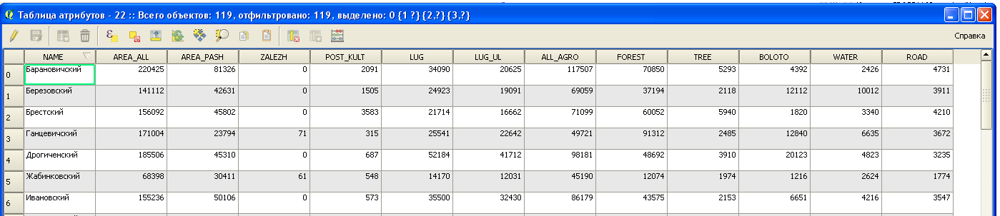 Таблица атрибутов - 22 :: Всего объектов: 119, отфильтровано: 119, выделено: 0 {1 ?} {2,?} {3,?}
Справка
NAME AREA_ALL AREA_PASH ZALEZH POST_KULT LUG LUG_UL ALL_AGRO FOREST TREE BOLOTO WATER ROAD
0 Барановичский 220425 81326 0 2091 34090 20625 117507 70850 5293 4392 2426 4731
1 Березовский 141112 42631 0 1505 24923 19091 69059 37194 2118 12112 10012 3911
2 Брестский 156092 45802 0 3583 21714 16662 71099 60052 5940 1820 3340 4210
3 Ганцевичский 171004 23794 71 315 25541 22642 49721 91312 2485 12840 6635 3672
4 Дрогиченский 185506 45310 0 687 52184 41712 98181 48692 3910 20123 4823 3235
5 Жабинковский 68398 30411 61 548 14170 12031 45190 12074 1974 1216 2624 1774
6 Ивановский 155236 50106 0 573 35500 32430 86179 43575 2153 6651 4216 3547